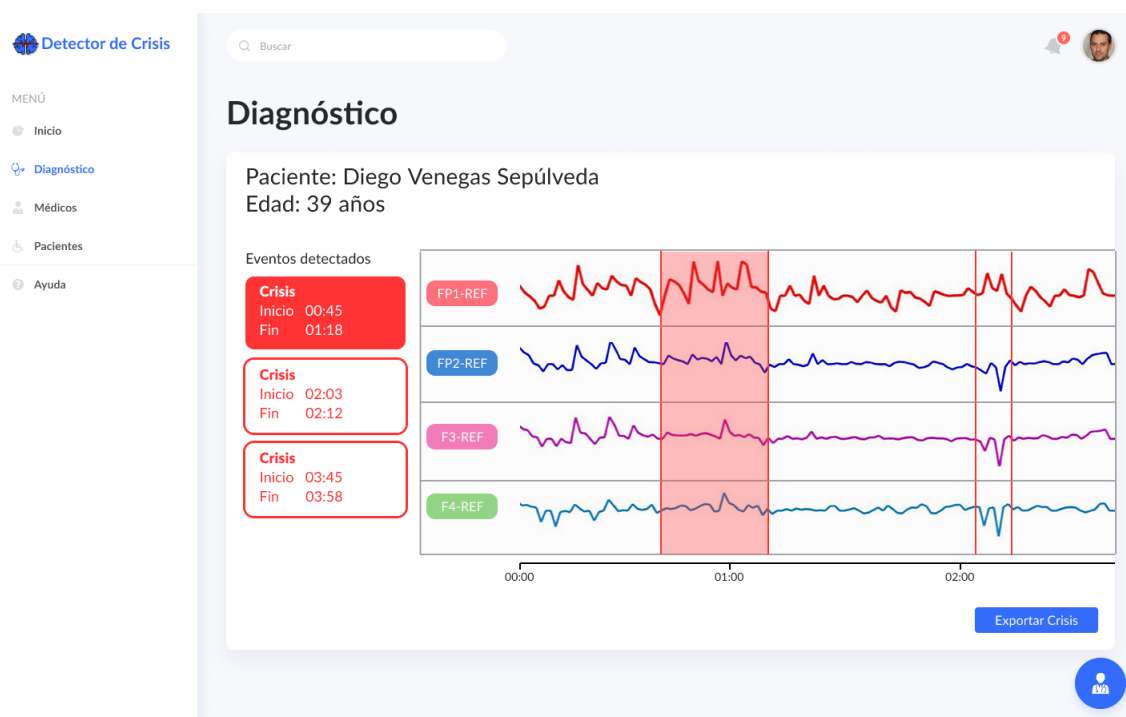 Detector de Crisis
Buscar
9
MENÚ
Inicio
Diagnóstico
Médicos
Pacientes
Ayuda
Diagnóstico
Paciente: Diego Venegas Sepúlveda
Edad: 39 años
Eventos detectados
Crisis
Inicio 00:45
Fin 01:18
Crisis
Inicio 02:03
Fin 02:12
Crisis
Inicio 03:45
Fin 03:58
FP1-REF
FP2-REF
F3-REF
F4-REF
00:00 01:00 02:00
Exportar Crisis